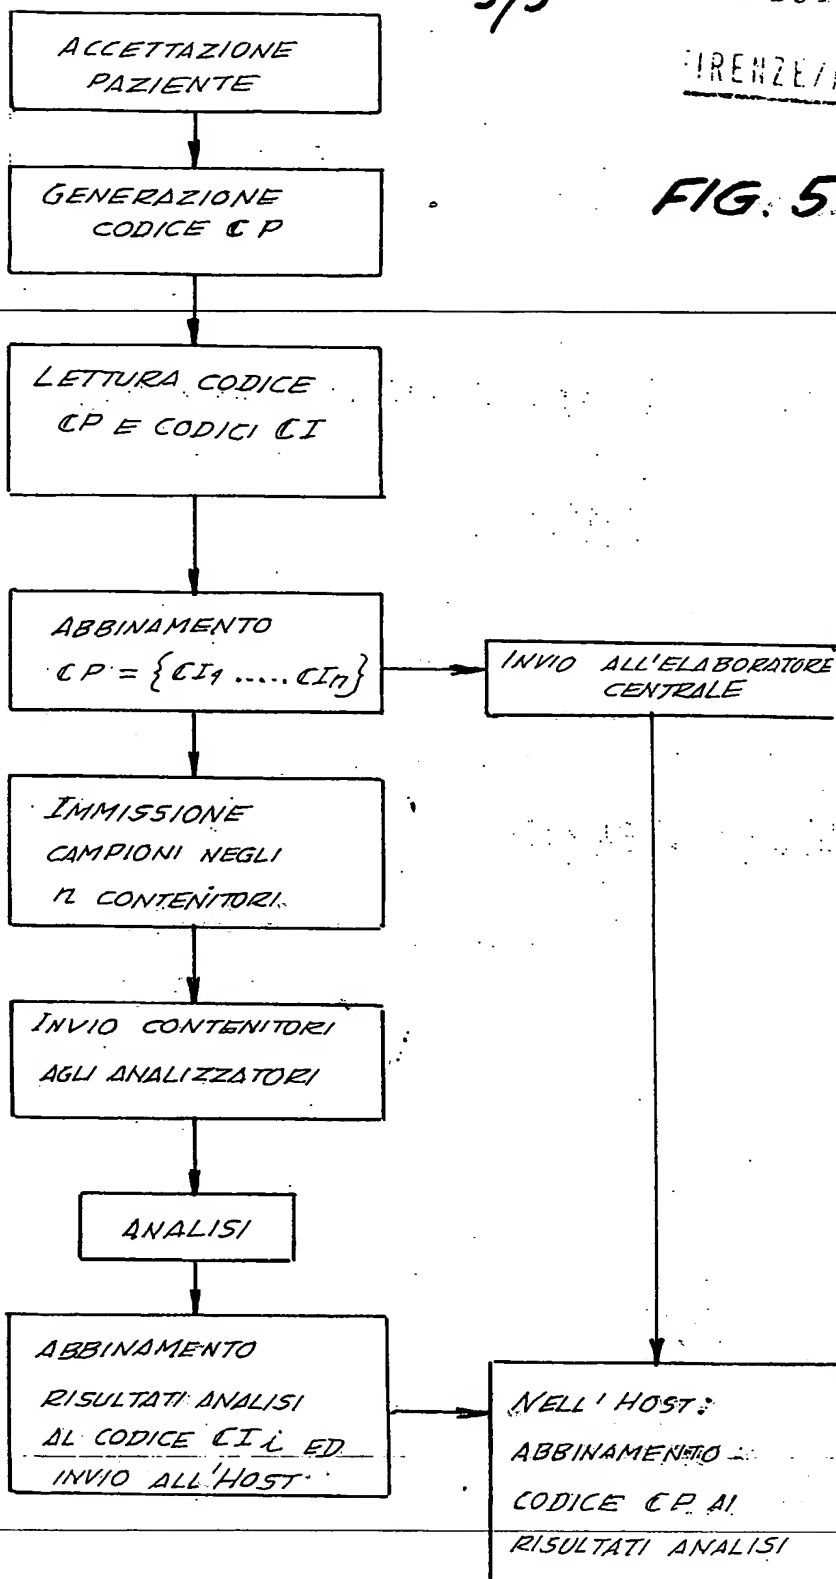 5/5
FIG. 5
ACCETTAZIONE
PAZIENTE
GENERAZIONE
CODICE CP
LETTURA CODICE
CP E CODICI CI
ABBINAMENTO
CP = {CI1 ..... CIn}
INVIO ALL'ELABORATORE
CENTRALE
IMMISSIONE
CAMPIONI NEGLI
n CONTENITORI
INVIO CONTENITORI
AGLI ANALIZZATORI
ANALISI
ABBINAMENTO
RISULTATI ANALISI
AL CODICE CIi ED
INVIO ALL'HOST
NELL'HOST:
ABBINAMENTO
CODICE CP AI
RISULTATI ANALISI